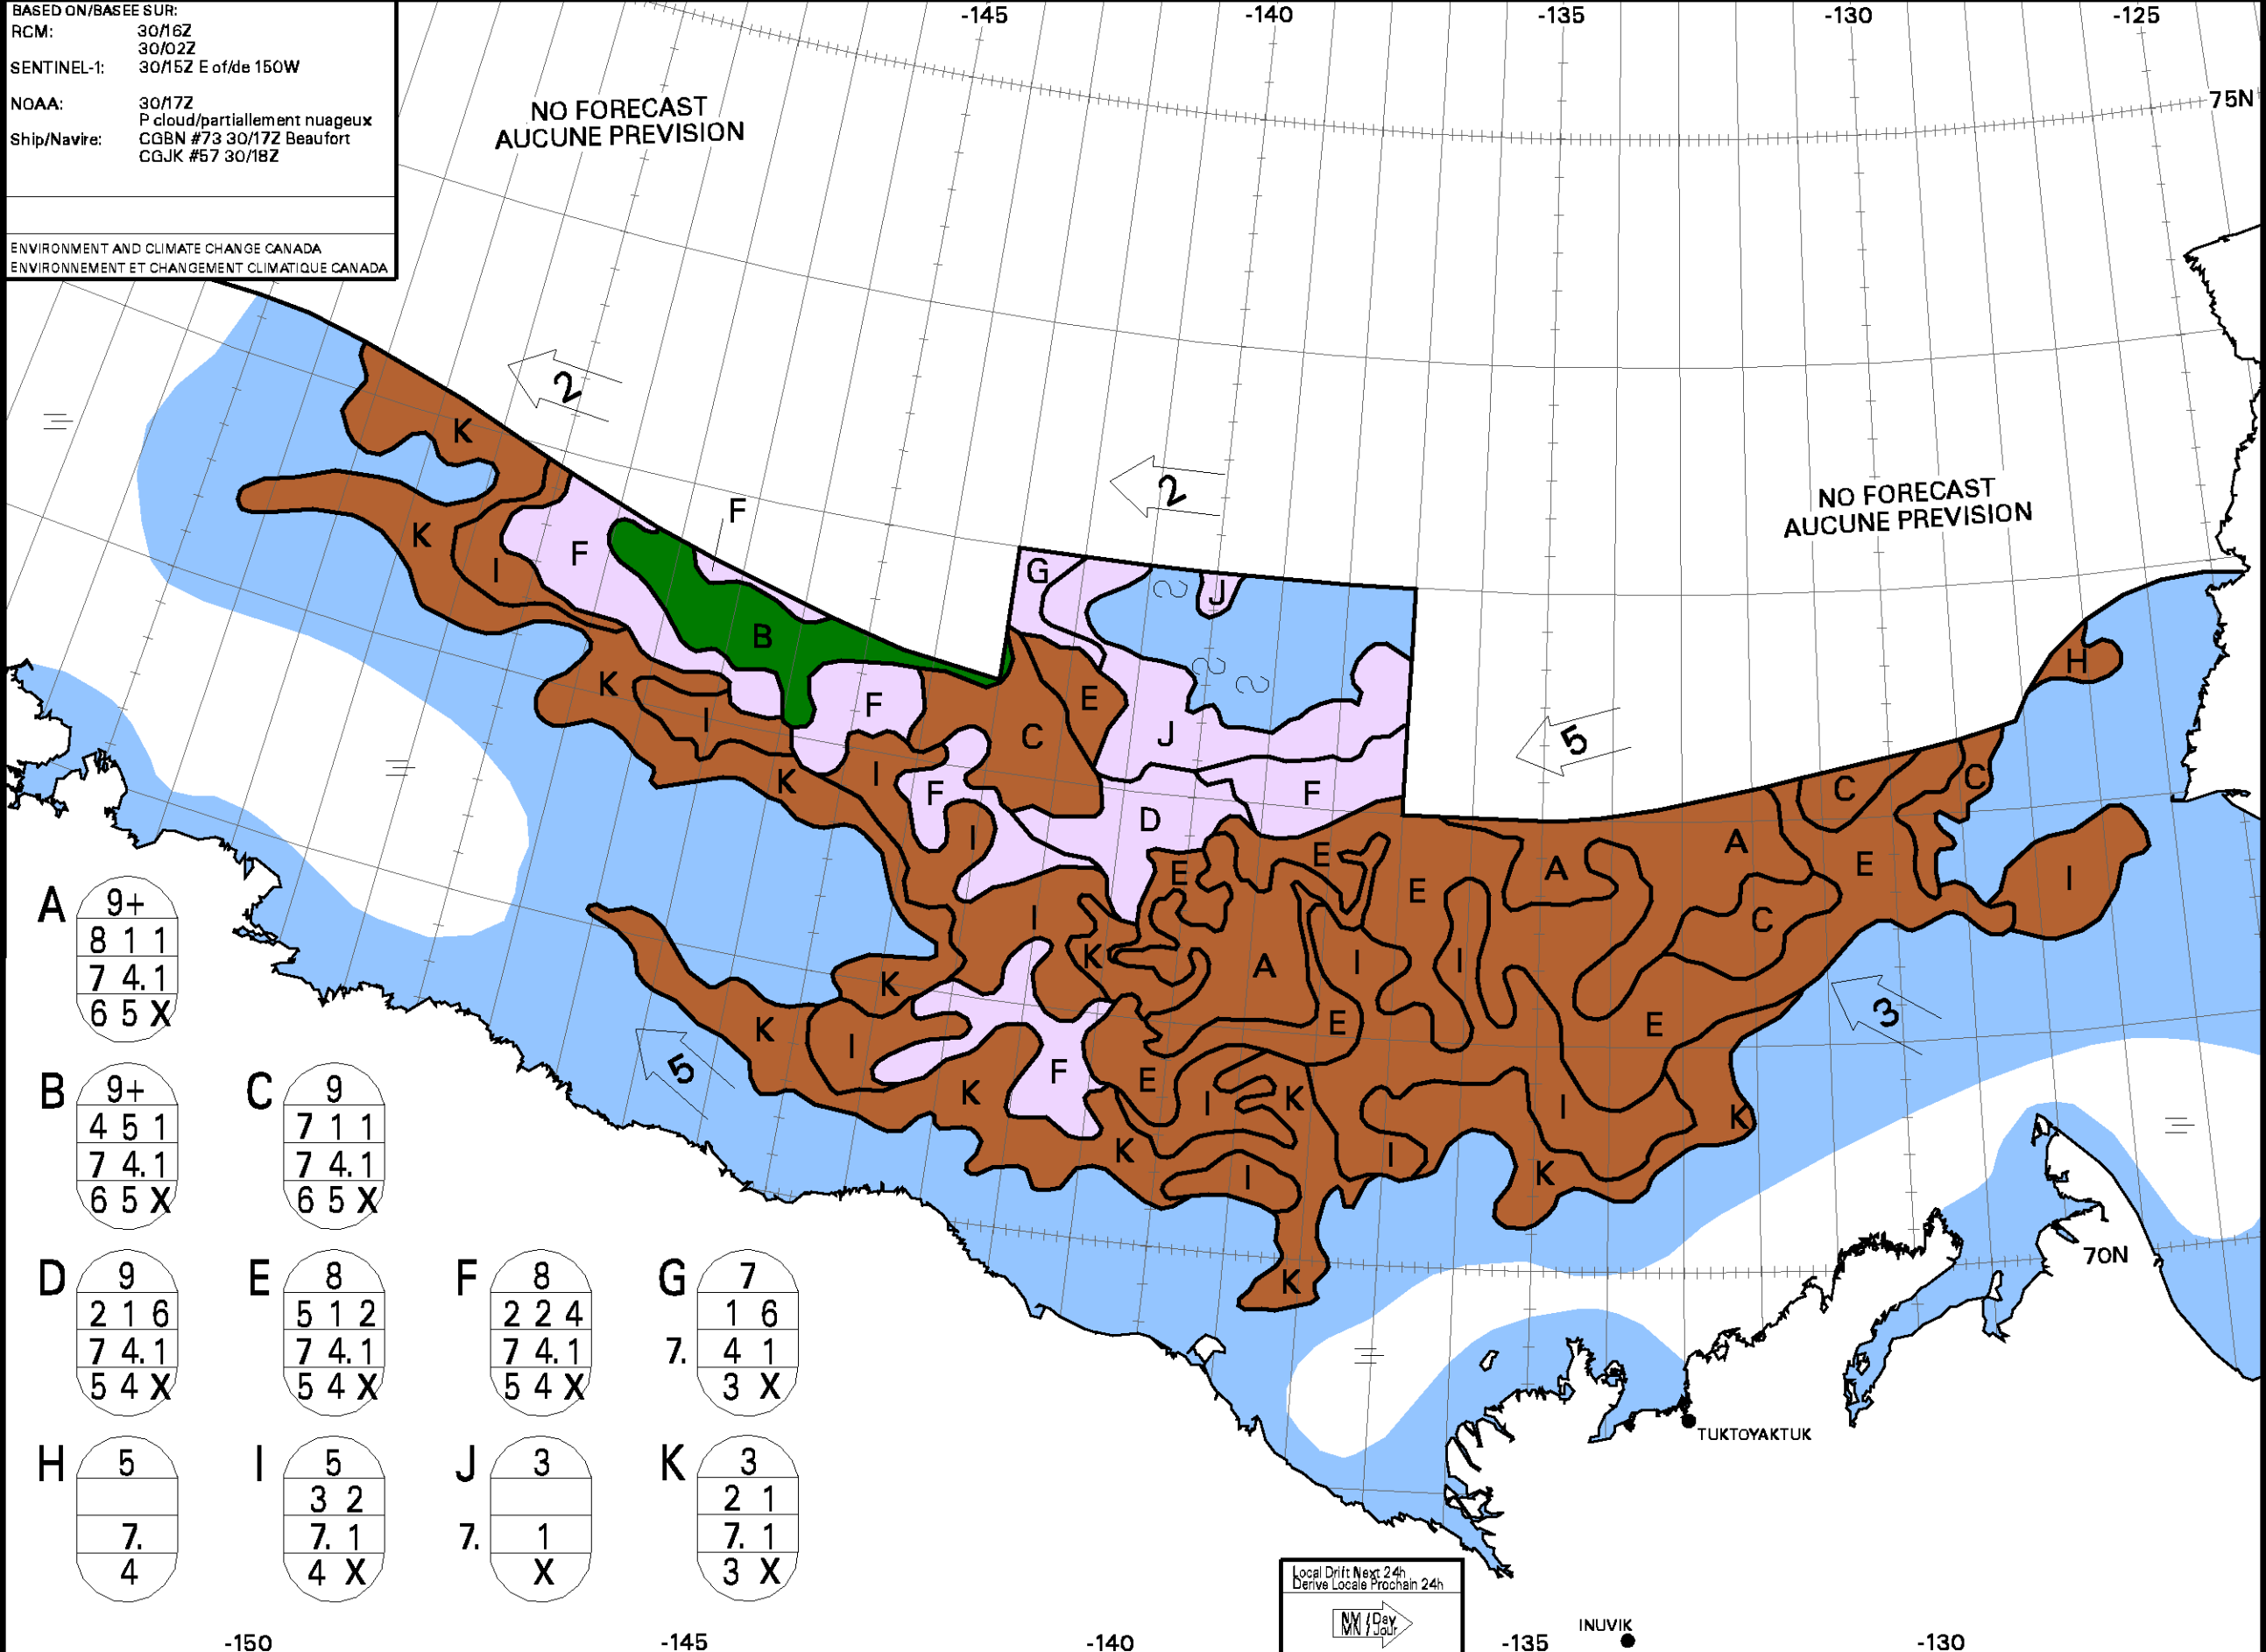 BASED ON/BASEE SUR:
RCM: 30/16Z
30/02Z
SENTINEL-1: 30/15Z E of/de 150W
NOAA: 30/17Z
P cloud/partiallement nuageux
Ship/Navire: CGBN #73 30/17Z Beaufort
CGJK #57 30/18Z
ENVIRONMENT AND CLIMATE CHANGE CANADA
ENVIRONNEMENT ET CHANGEMENT CLIMATIQUE CANADA
-145 -140 -135 -130 -125
75N
NO FORECAST
AUCUNE PREVISION
2
K
2
NO FORECAST
AUCUNE PREVISION
F
K I F G J
B
H
K I F C E J 5
K I F D F C C
I E E E A A E I
I K A I I C
K K I E E 3
5 F E I K I K
K K I K
K
70N
TUKTOYAKTUK
INUVIK
A
9+
8 1 1
7 4. 1
6 5 X
B
9+
4 5 1
7 4. 1
6 5 X
C
9
7 1 1
7 4. 1
6 5 X
D
9
2 1 6
7 4. 1
5 4 X
E
8
5 1 2
7 4. 1
5 4 X
F
8
2 2 4
7 4. 1
5 4 X
G
7
1 6
7. 4 1
3 X
H
5
7.
4
I
5
3 2
7. 1
4 X
J
3
7. 1
X
K
3
2 1
7. 1
3 X
Local Drift Next 24h
Derive Locale Prochain 24h
NM / Day
MN / Jour
-150 -145 -140 -135 -130